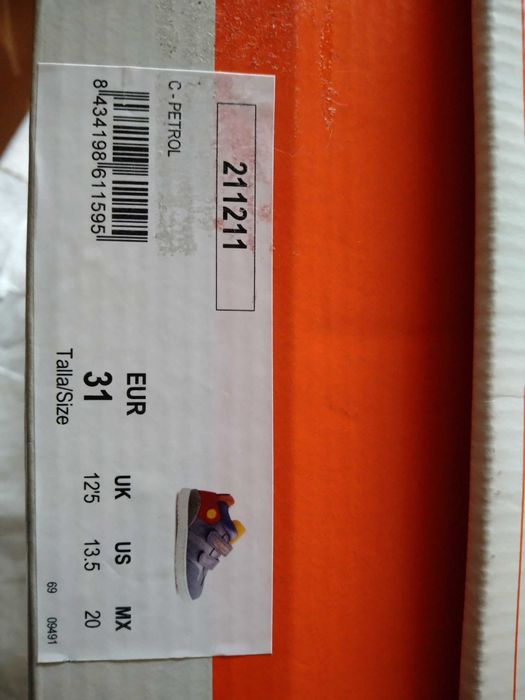 211211
C - PETROL
8 434198 611595
EUR UK US MX
31 12'5 13.5 20
Talla/Size
69 09491